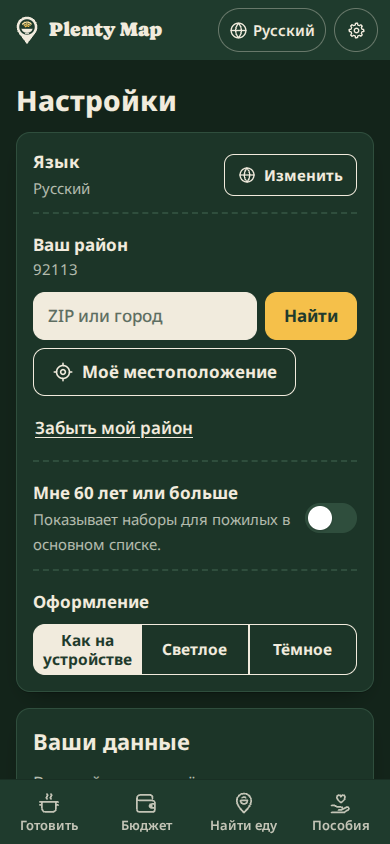 Plenty Map
Русский
Настройки
Язык
Русский
Изменить
Ваш район
92113
ZIP или город
Найти
Моё местоположение
Забыть мой район
Мне 60 лет или больше
Показывает наборы для пожилых в
основном списке.
Оформление
Как на
устройстве
Светлое
Тёмное
Ваши данные
Готовить
Бюджет
Найти еду
Пособия